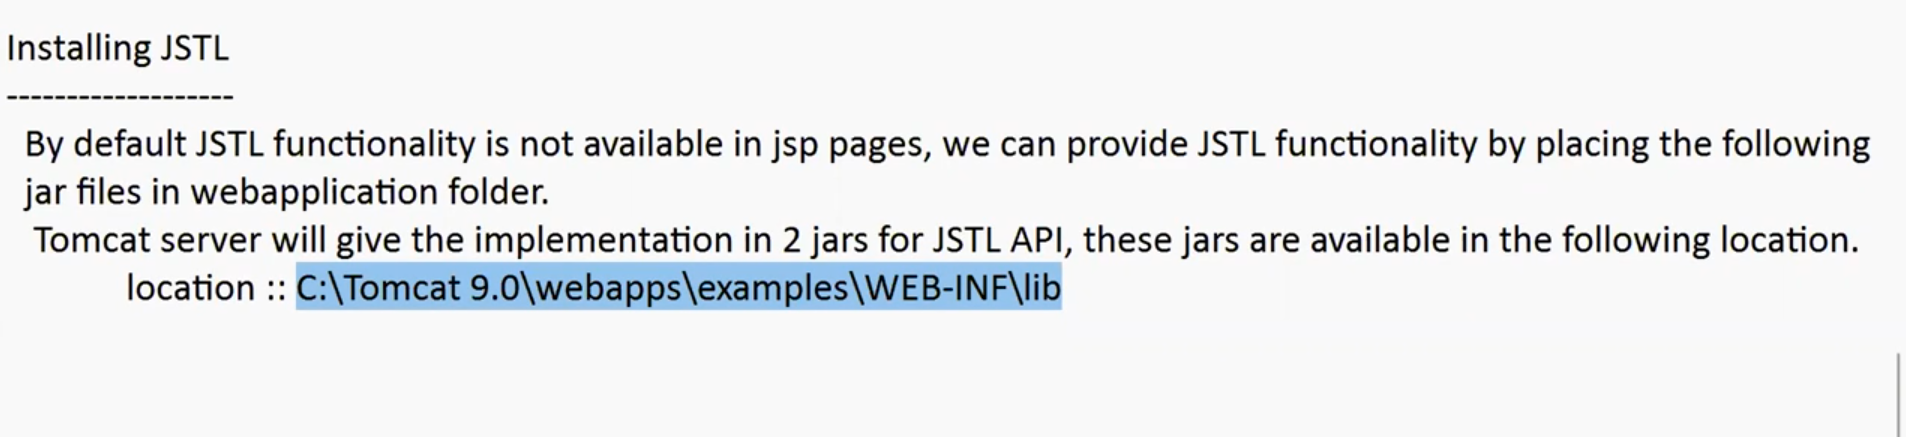 Installing JSTL
-------------------
By default JSTL functionality is not available in jsp pages, we can provide JSTL functionality by placing the following
jar files in webapplication folder.
Tomcat server will give the implementation in 2 jars for JSTL API, these jars are available in the following location.
location :: C:\Tomcat 9.0\webapps\examples\WEB-INF\lib